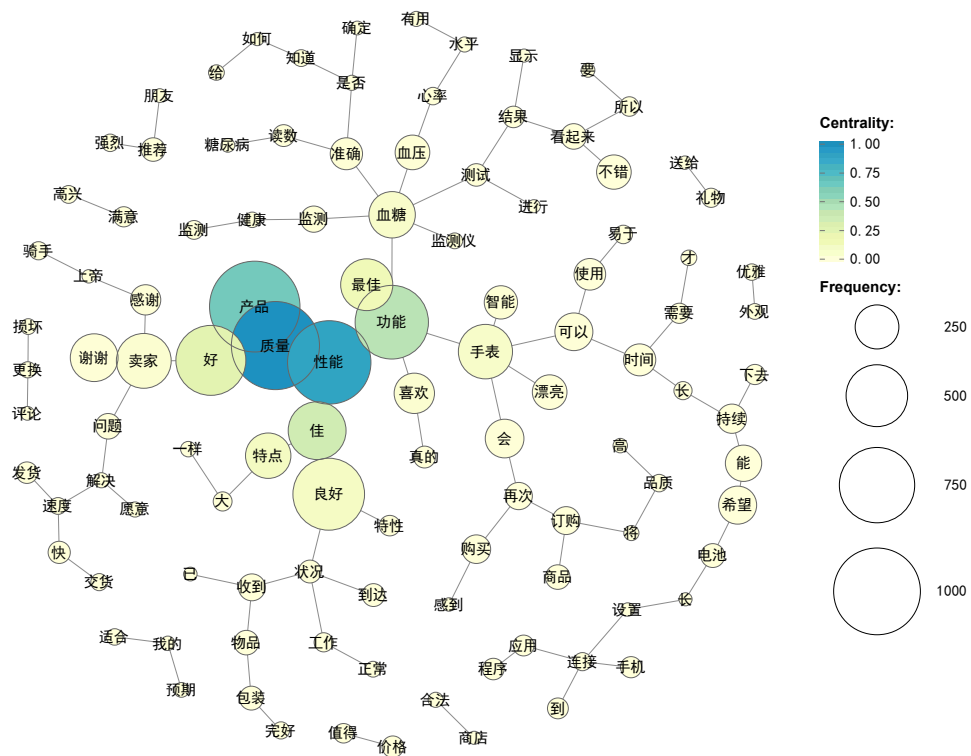 有用
确定
如何
水平
知道
显示
给
是否
要
朋友
心率
所以
结果
强烈
推荐
糖尿病
读数
准确
血压
看起来
不错
送给
测试
高兴
满意
监测
健康
监测
血糖
进行
礼物
监测仪
易于
骑手
上帝
感谢
最佳
使用
才
优雅
产品
智能
需要
外观
损坏
功能
谢谢
卖家
好
质量
性能
手表
可以
时间
更换
下去
喜欢
漂亮
长
评论
问题
佳
持续
一样
特点
真的
会
高
能
发货
解决
大
良好
再次
品质
速度
愿意
特性
订购
希望
快
将
购买
电池
交货
已
收到
状况
到达
商品
感到
设置
长
适合
我的
物品
工作
应用
程序
连接
手机
正常
预期
包装
合法
到
完好
值得
价格
商店
Centrality:
1.00
0.75
0.50
0.25
0.00
Frequency:
250
500
750
1000